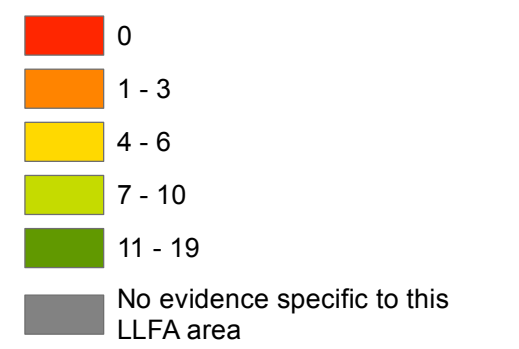 0
1 - 3
4 - 6
7 - 10
11 - 19
No evidence specific to this
LLFA area